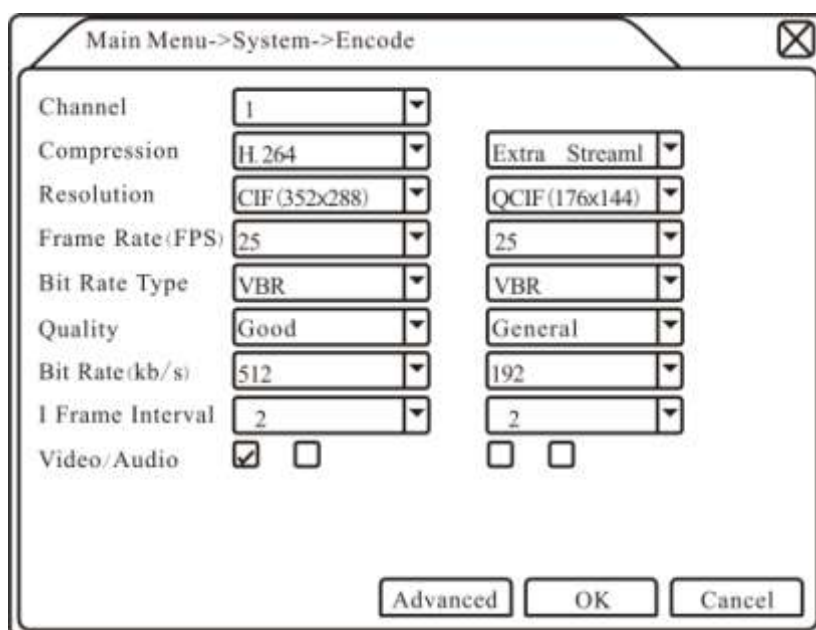 Main Menu->System->Encode
Channel 1
Compression H.264 Extra Stream1
Resolution CIF(352x288) QCIF(176x144)
Frame Rate(FPS) 25 25
Bit Rate Type VBR VBR
Quality Good General
Bit Rate(kb/s) 512 192
I Frame Interval 2 2
Video/Audio
Advanced OK Cancel